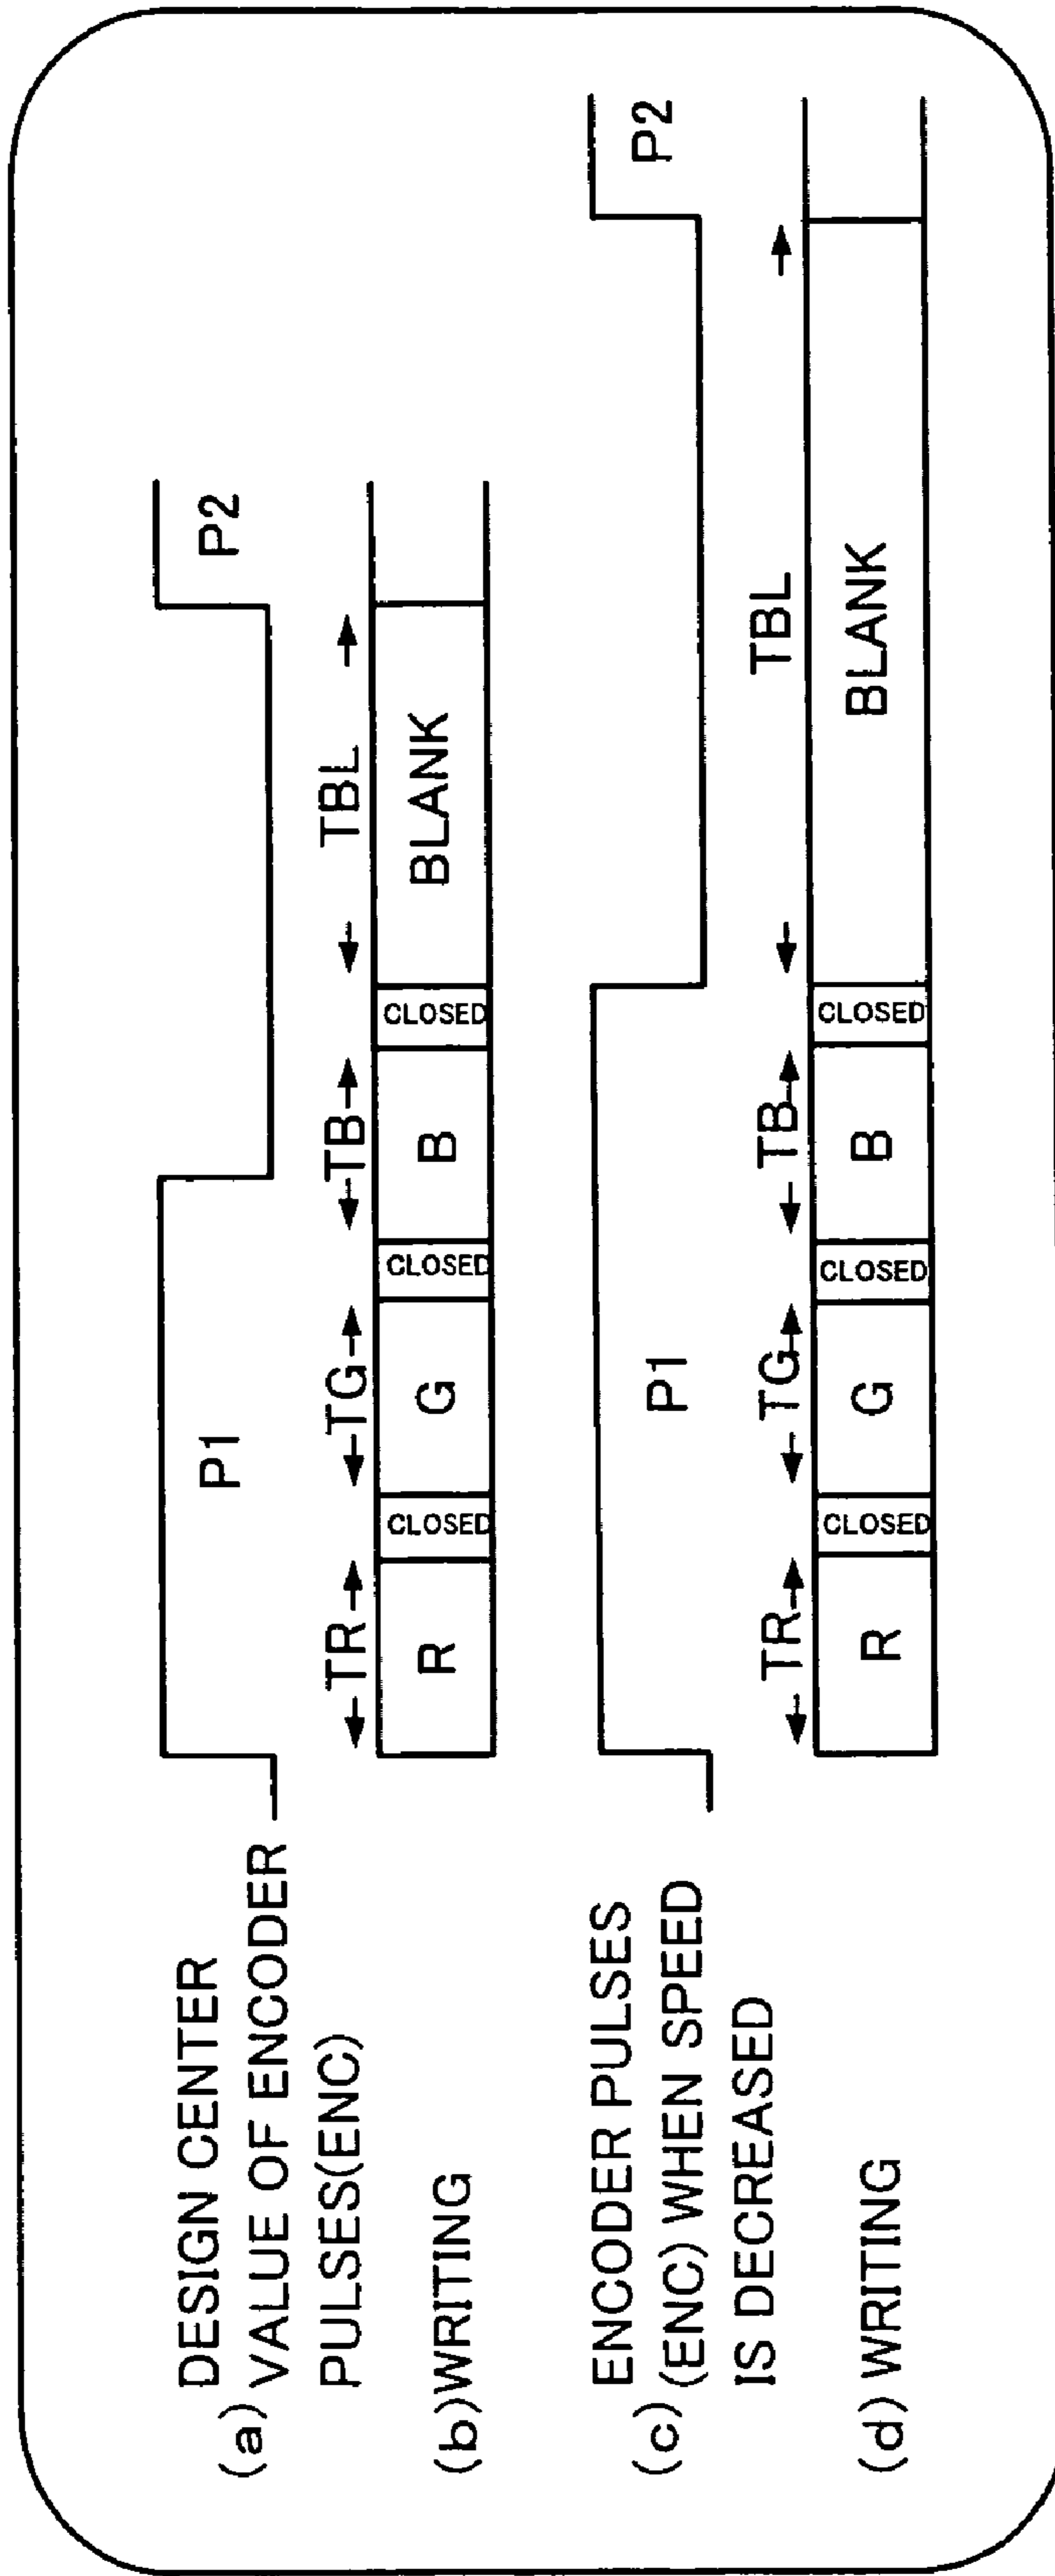 (a) DESIGN CENTER
VALUE OF ENCODER
PULSES(ENC)
P1
P2
(b)WRITING
TR
TG
TB
TBL
R
CLOSED
G
CLOSED
B
CLOSED
BLANK
(c) ENCODER PULSES
(ENC) WHEN SPEED
IS DECREASED
P1
P2
(d) WRITING
TR
TG
TB
TBL
R
CLOSED
G
CLOSED
B
CLOSED
BLANK